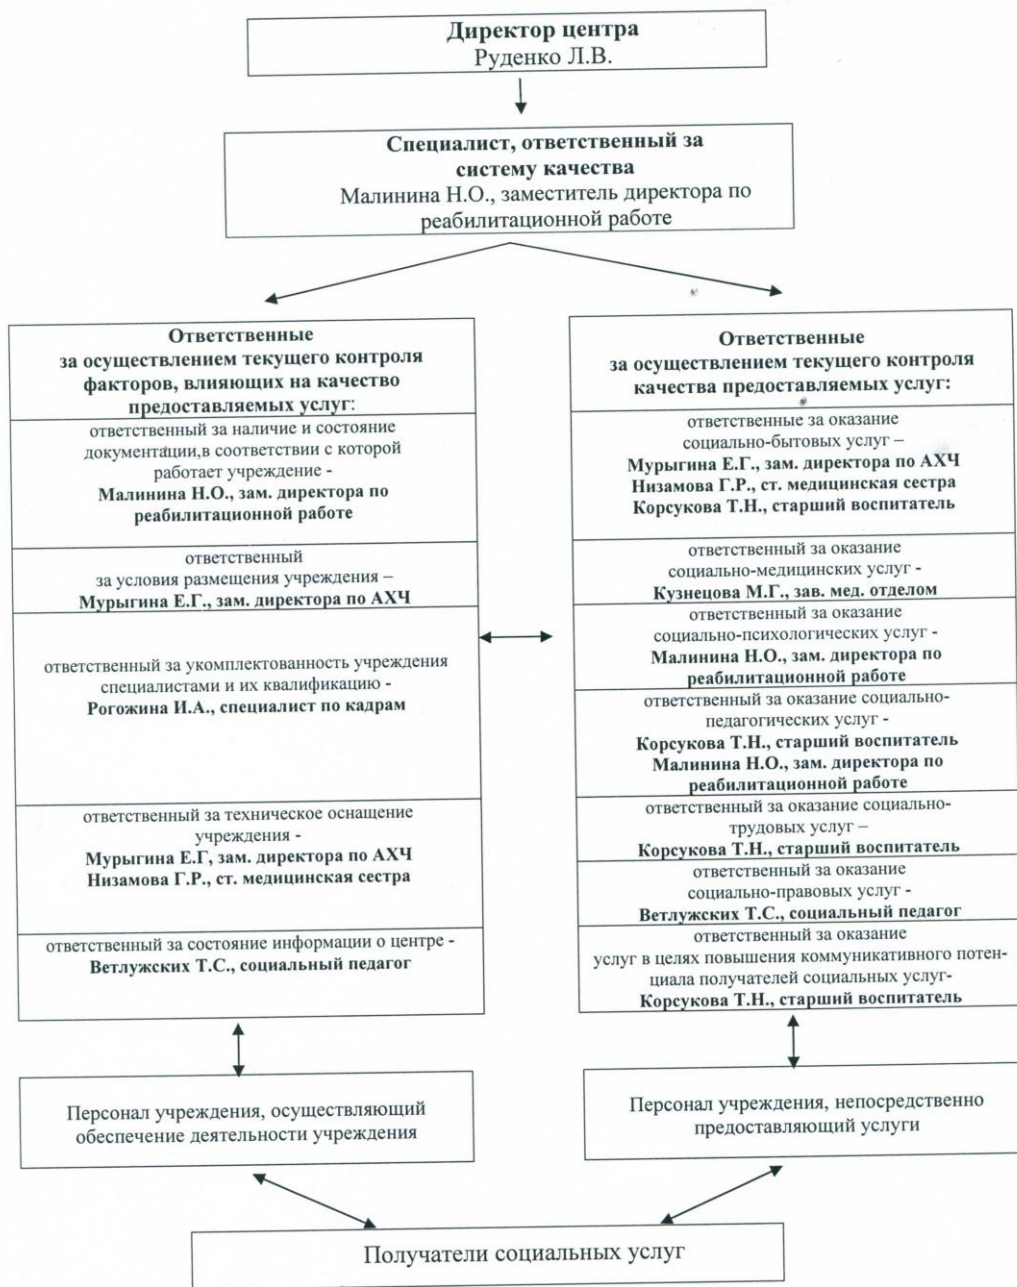 Директор центра
Руденко Л.В.
Специалист, ответственный за
систему качества
Малинина Н.О., заместитель директора по
реабилитационной работе
Ответственные
за осуществлением текущего контроля
факторов, влияющих на качество
предоставляемых услуг:
ответственный за наличие и состояние
документации,в соответствии с которой
работает учреждение -
Малинина Н.О., зам. директора по
реабилитационной работе
ответственный
за условия размещения учреждения –
Мурыгина Е.Г., зам. директора по АХЧ
ответственный за укомплектованность учреждения
специалистами и их квалификацию -
Рогожина И.А., специалист по кадрам
ответственный за техническое оснащение
учреждения -
Мурыгина Е.Г, зам. директора по АХЧ
Низамова Г.Р., ст. медицинская сестра
ответственный за состояние информации о центре -
Ветлужских Т.С., социальный педагог
Ответственные
за осуществлением текущего контроля
качества предоставляемых услуг:
ответственные за оказание
социально-бытовых услуг –
Мурыгина Е.Г., зам. директора по АХЧ
Низамова Г.Р., ст. медицинская сестра
Корсукова Т.Н., старший воспитатель
ответственный за оказание
социально-медицинских услуг -
Кузнецова М.Г., зав. мед. отделом
ответственный за оказание
социально-психологических услуг -
Малинина Н.О., зам. директора по
реабилитационной работе
ответственный за оказание социально-
педагогических услуг -
Корсукова Т.Н., старший воспитатель
Малинина Н.О., зам. директора по
реабилитационной работе
ответственный за оказание социально-
трудовых услуг –
Корсукова Т.Н., старший воспитатель
ответственный за оказание
социально-правовых услуг -
Ветлужских Т.С., социальный педагог
ответственный за оказание
услуг в целях повышения коммуникативного потен-
циала получателей социальных услуг-
Корсукова Т.Н., старший воспитатель
Персонал учреждения, осуществляющий
обеспечение деятельности учреждения
Персонал учреждения, непосредственно
предоставляющий услуги
Получатели социальных услуг